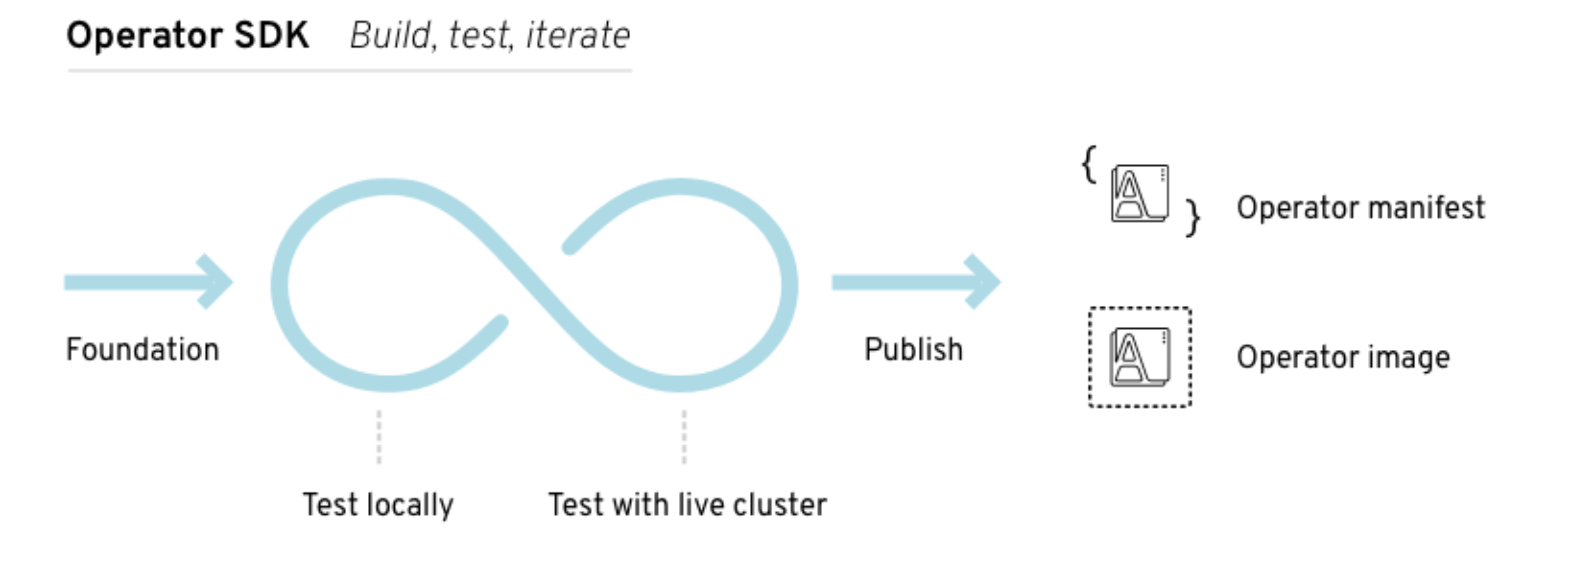 Operator SDK Build, test, iterate
{
}
Operator manifest
Foundation
Publish
Operator image
Test locally
Test with live cluster